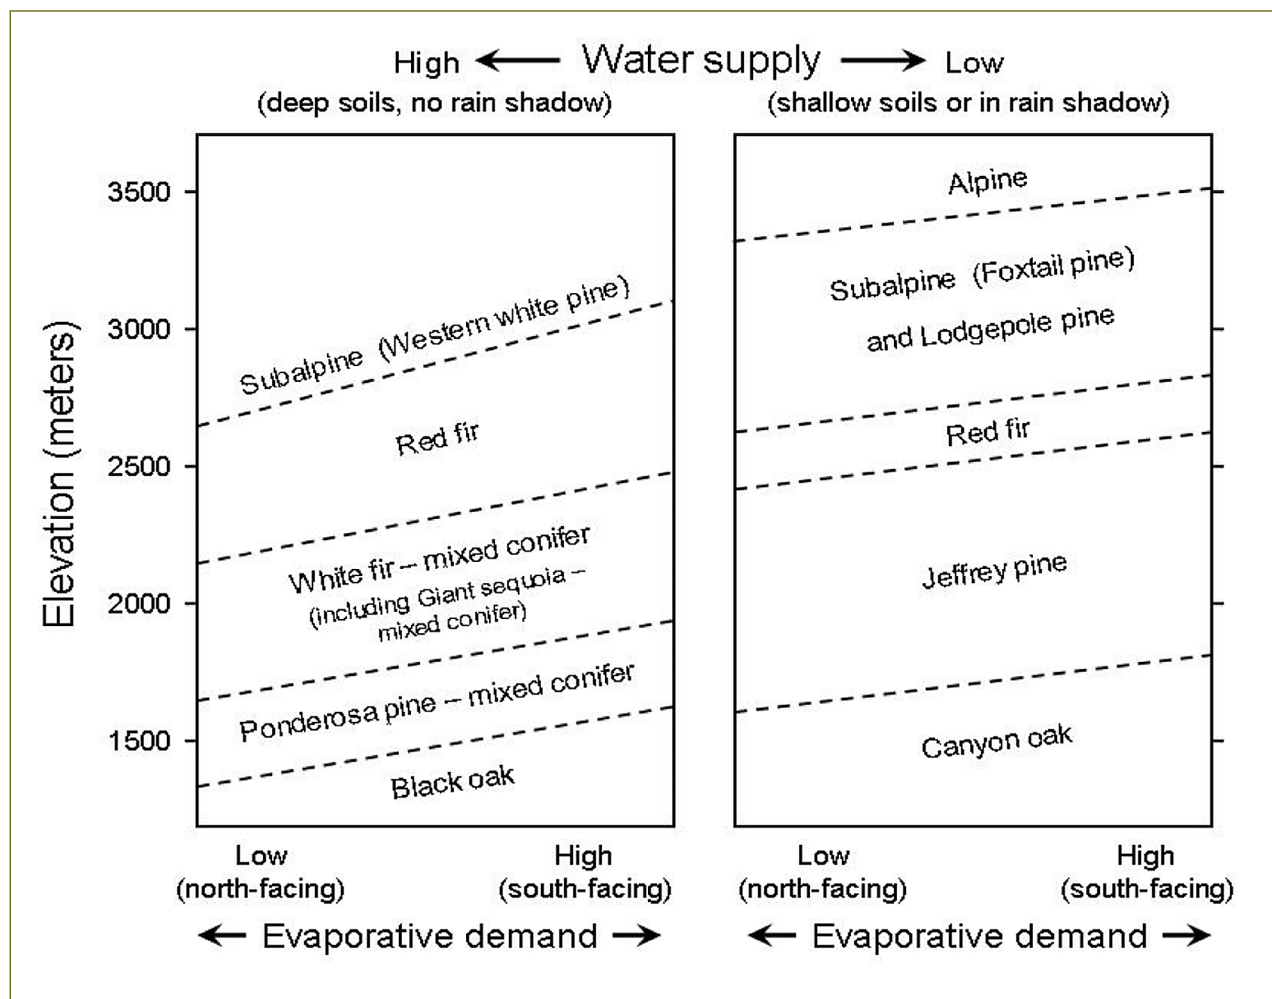 High Water supply Low
(deep soils, no rain shadow) (shallow soils or in rain shadow)
Elevation (meters)
3500
3000
2500
2000
1500
Subalpine (Western white pine)
Red fir
White fir – mixed conifer
(including Giant sequoia –
mixed conifer)
Ponderosa pine – mixed conifer
Black oak
Alpine
Subalpine (Foxtail pine)
and Lodgepole pine
Red fir
Jeffrey pine
Canyon oak
Low High
(north-facing) (south-facing)
Evaporative demand
Low High
(north-facing) (south-facing)
Evaporative demand